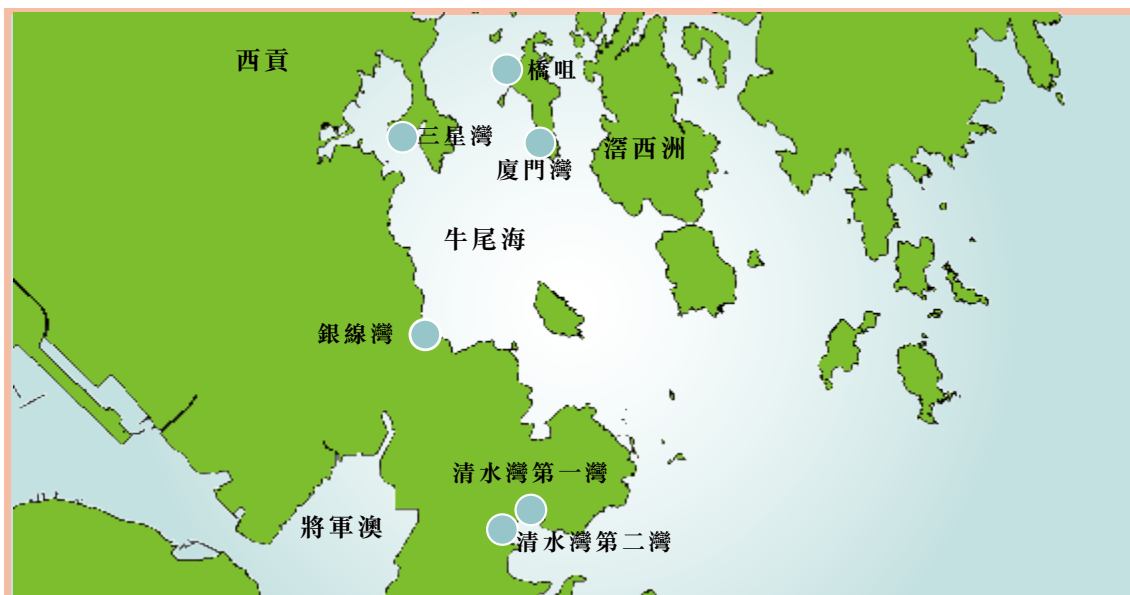 西貢
橋咀
三星灣
滘西洲
廈門灣
牛尾海
銀線灣
清水灣第一灣
將軍澳
清水灣第二灣